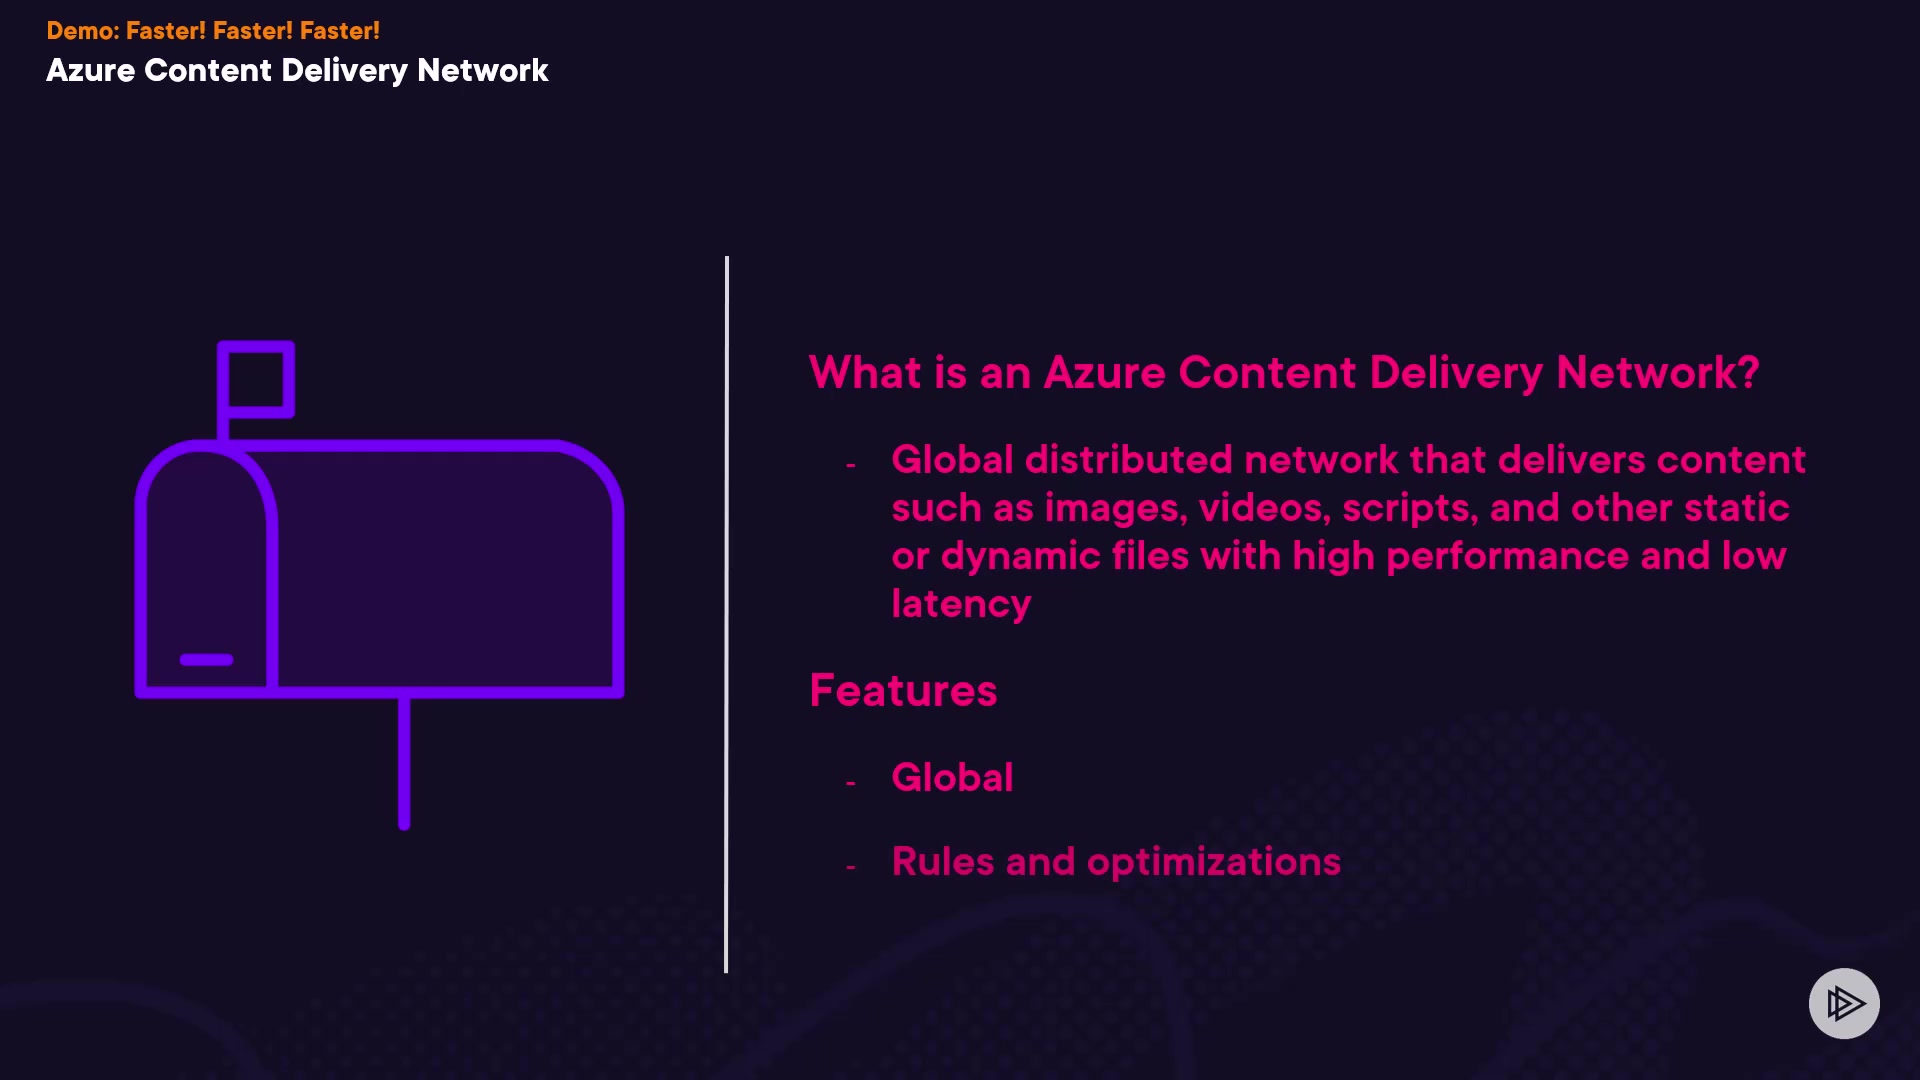 Demo: Faster! Faster! Faster!
Azure Content Delivery Network
What is an Azure Content Delivery Network?
- Global distributed network that delivers content
such as images, videos, scripts, and other static
or dynamic files with high performance and low
latency
Features
- Global
- Rules and optimizations